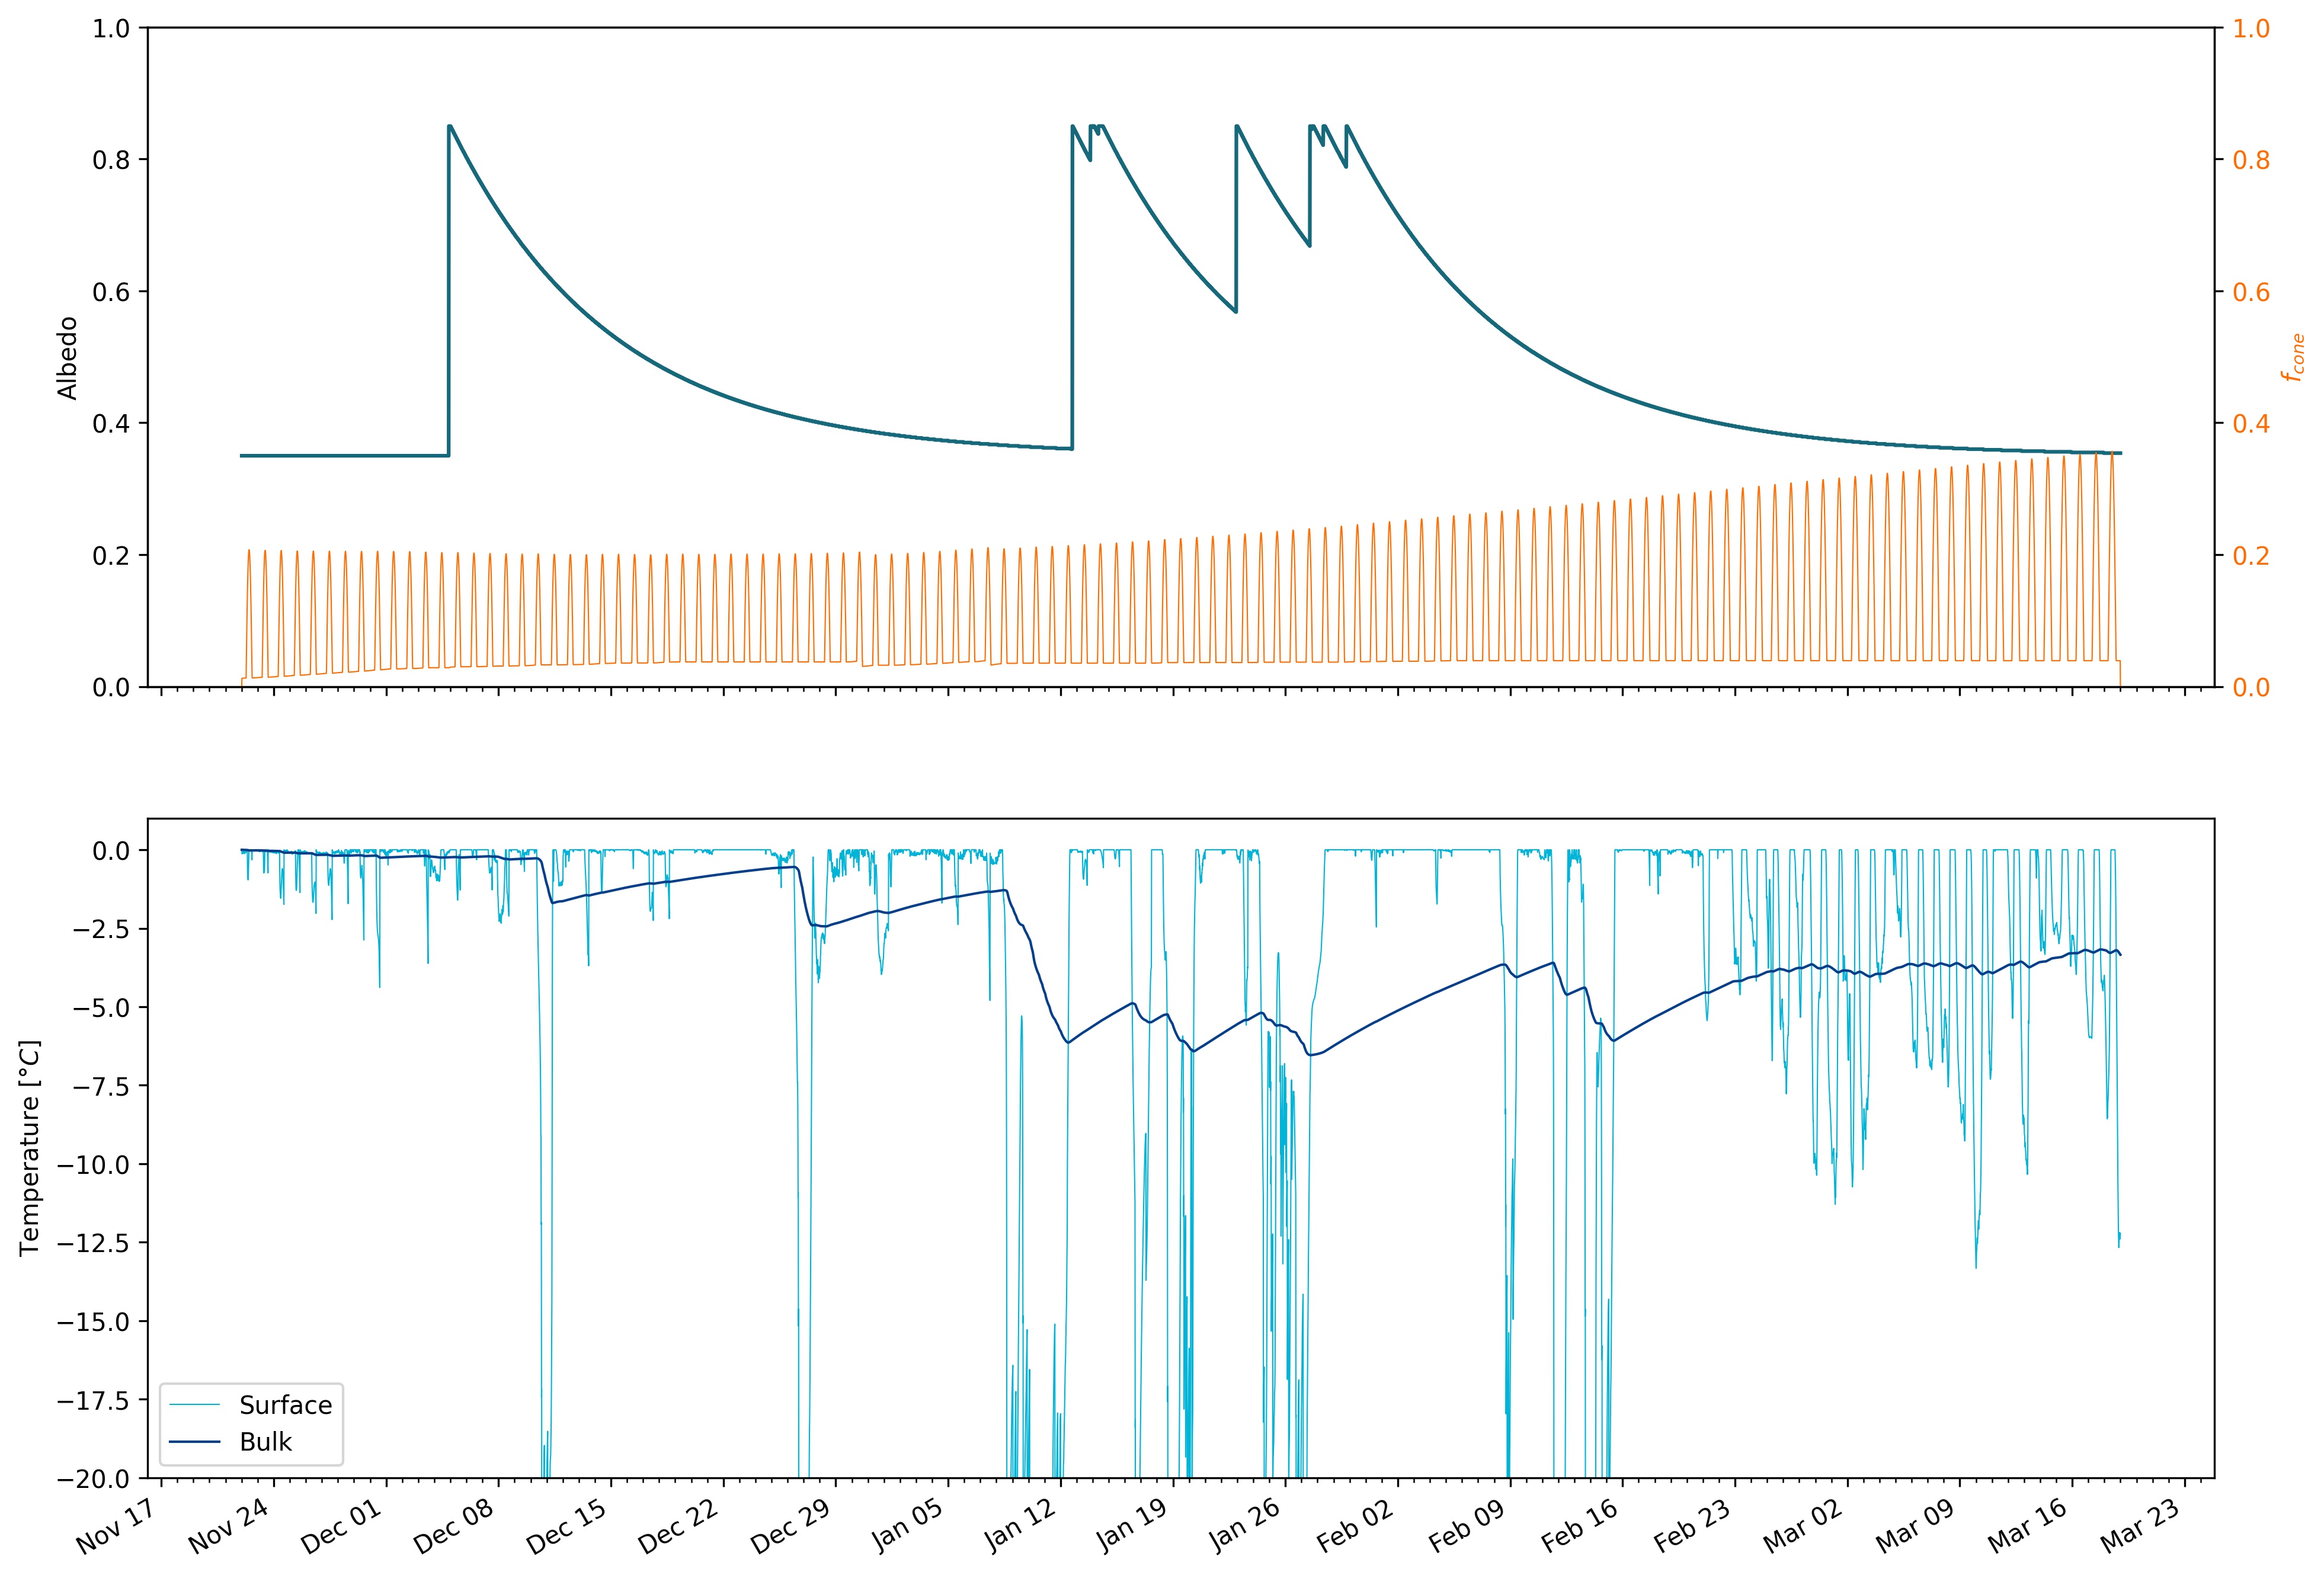 1.0
0.8
0.6
0.4
0.2
0.0
Albedo
1.0
0.8
0.6
0.4
0.2
0.0
f_cone
0.0
−2.5
−5.0
−7.5
−10.0
−12.5
−15.0
−17.5
−20.0
Temperature [°C]
Surface
Bulk
Nov 17
Nov 24
Dec 01
Dec 08
Dec 15
Dec 22
Dec 29
Jan 05
Jan 12
Jan 19
Jan 26
Feb 02
Feb 09
Feb 16
Feb 23
Mar 02
Mar 09
Mar 16
Mar 23